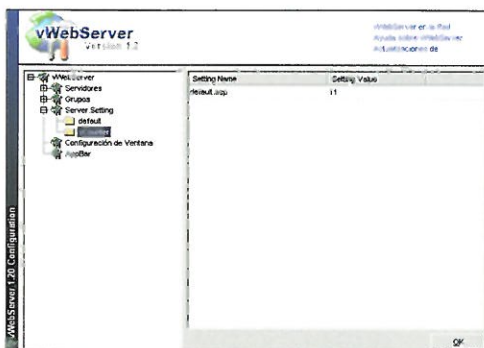 vWebServer
Versión 1.2
vWebServer en la Red
Ayuda sobre vWebServer
Actualizaciones de
vWebServer
Servidores
Grupos
Server Setting
default
Configuración de Ventana
AppBar
Setting Name
Setting Value
default.asp
vWebServer 1.20 Configuration
OK